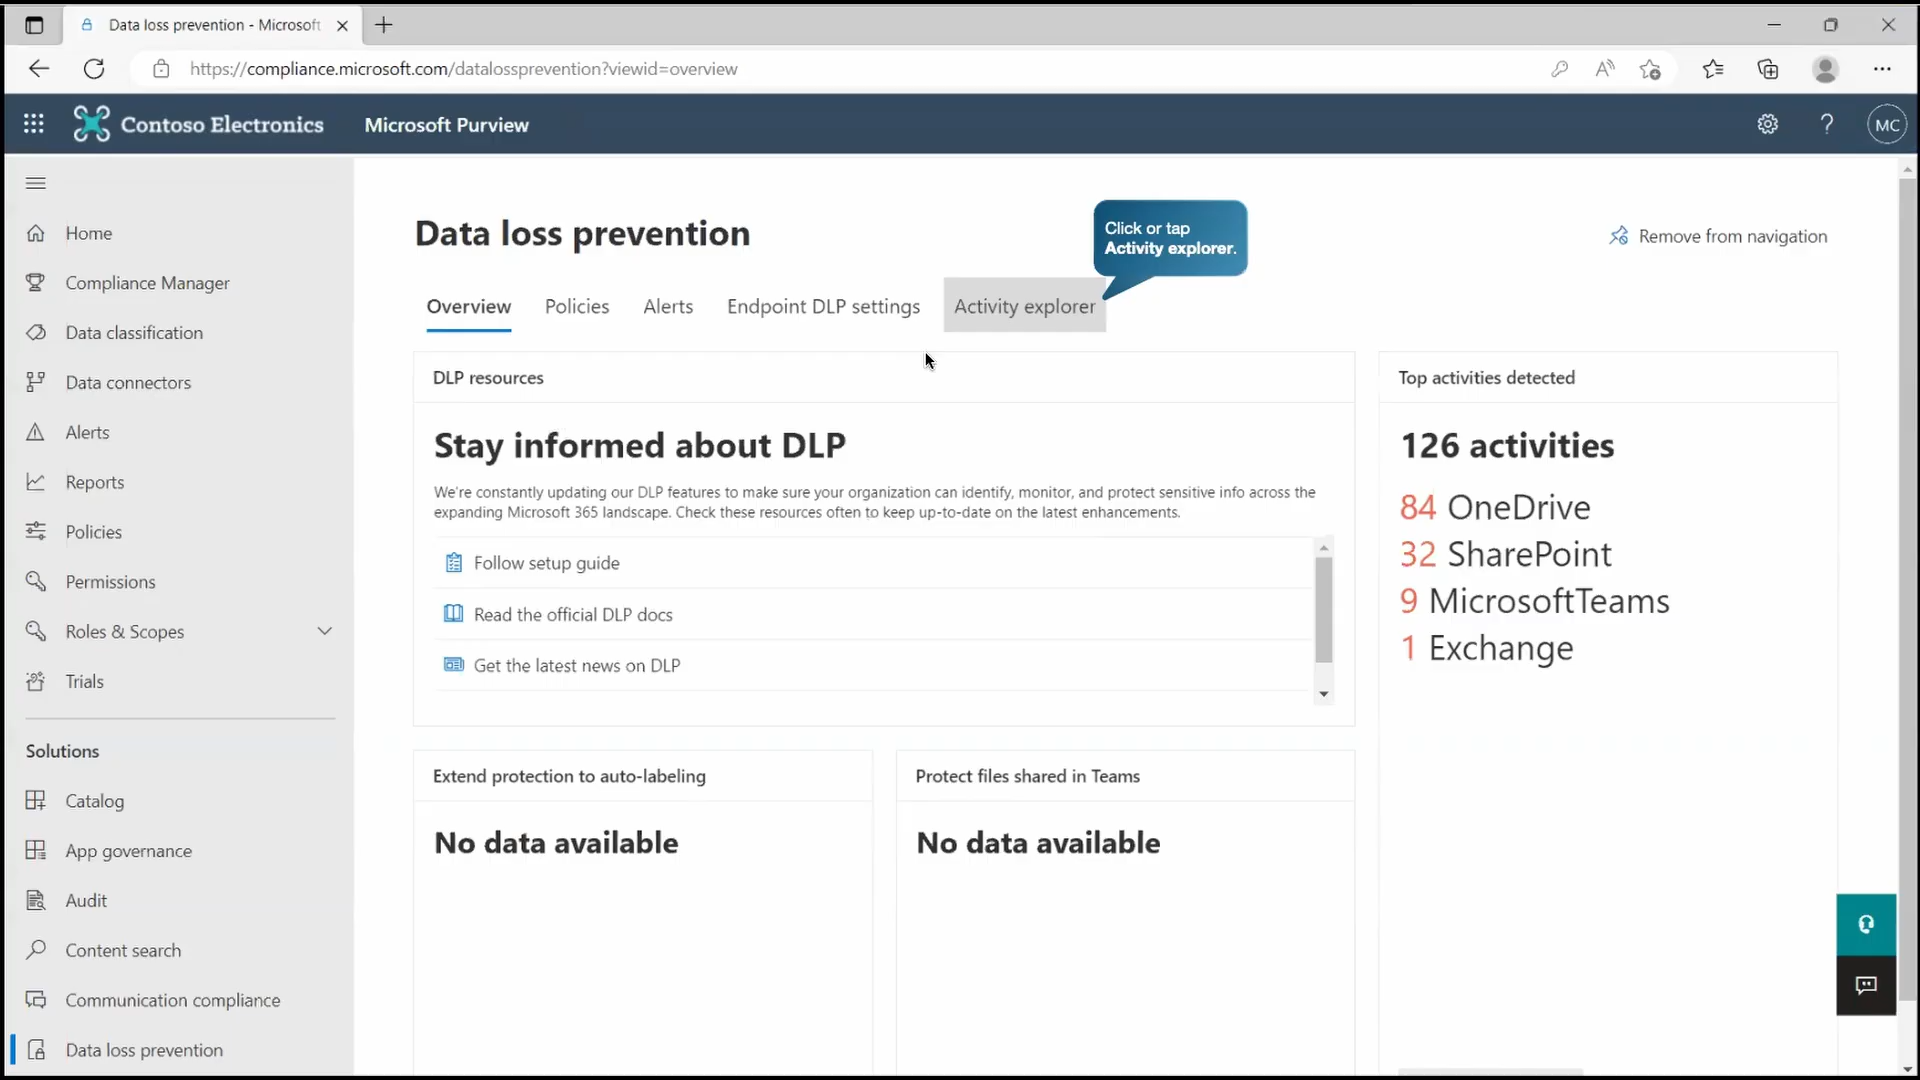 Data loss prevention - Microsoft
https://compliance.microsoft.com/datalossprevention?viewid=overview
Contoso Electronics
Microsoft Purview
MC
Home
Compliance Manager
Data classification
Data connectors
Alerts
Reports
Policies
Permissions
Roles & Scopes
Trials
Solutions
Catalog
App governance
Audit
Content search
Communication compliance
Data loss prevention
Data loss prevention
Click or tap
Activity explorer.
Remove from navigation
Overview
Policies
Alerts
Endpoint DLP settings
Activity explorer
DLP resources
Stay informed about DLP
We're constantly updating our DLP features to make sure your organization can identify, monitor, and protect sensitive info across the
expanding Microsoft 365 landscape. Check these resources often to keep up-to-date on the latest enhancements.
Follow setup guide
Read the official DLP docs
Get the latest news on DLP
Top activities detected
126 activities
84 OneDrive
32 SharePoint
9 MicrosoftTeams
1 Exchange
Extend protection to auto-labeling
No data available
Protect files shared in Teams
No data available